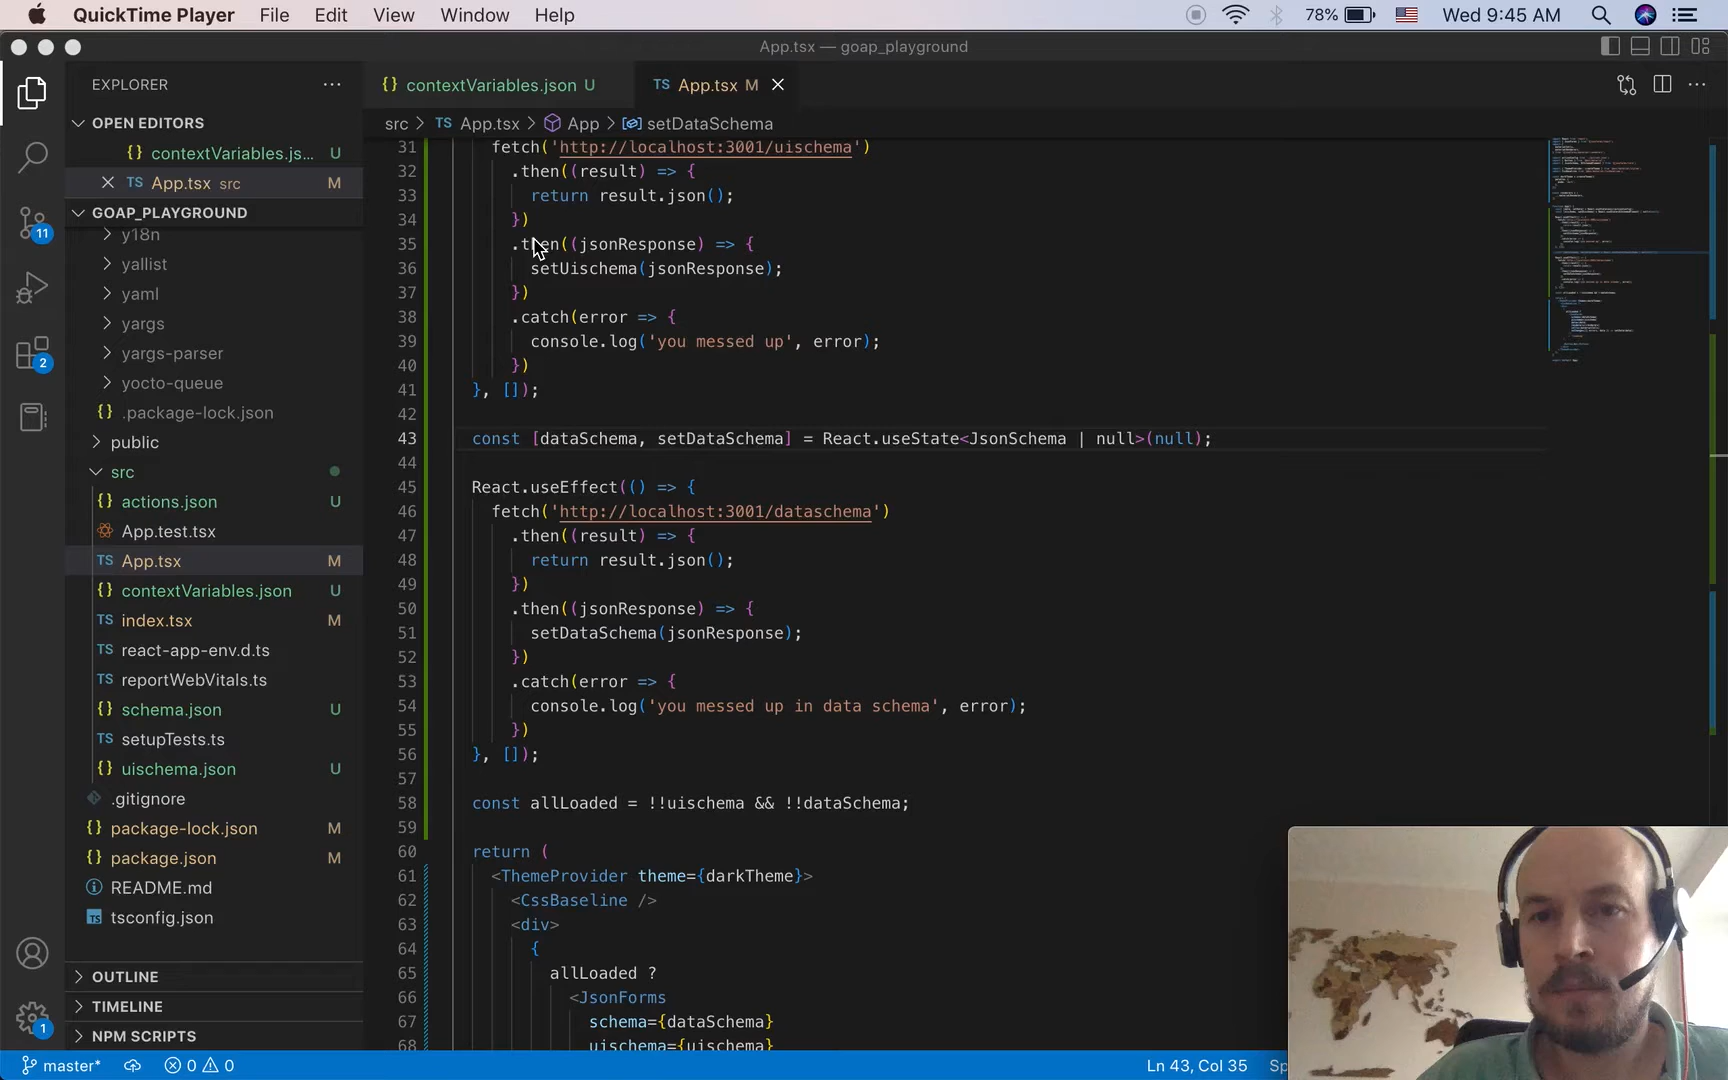 QuickTime Player File Edit View Window Help 78% Wed 9:45 AM
App.tsx — goap_playground
EXPLORER
OPEN EDITORS
contextVariables.js... U
App.tsx src M
GOAP_PLAYGROUND
y18n
yallist
yaml
yargs
yargs-parser
yocto-queue
.package-lock.json
public
src
actions.json U
App.test.tsx
App.tsx M
contextVariables.json U
index.tsx M
react-app-env.d.ts
reportWebVitals.ts
schema.json U
setupTests.ts
uischema.json U
.gitignore
package-lock.json M
package.json M
README.md
tsconfig.json
OUTLINE
TIMELINE
NPM SCRIPTS
11
2
1
contextVariables.json U App.tsx M
src > App.tsx > App > setDataSchema
31 fetch('http://localhost:3001/uischema')
32 .then((result) => {
33 return result.json();
34 })
35 .then((jsonResponse) => {
36 setUischema(jsonResponse);
37 })
38 .catch(error => {
39 console.log('you messed up', error);
40 })
41 }, []);
42
43 const [dataSchema, setDataSchema] = React.useState<JsonSchema | null>(null);
44
45 React.useEffect(() => {
46 fetch('http://localhost:3001/dataschema')
47 .then((result) => {
48 return result.json();
49 })
50 .then((jsonResponse) => {
51 setDataSchema(jsonResponse);
52 })
53 .catch(error => {
54 console.log('you messed up in data schema', error);
55 })
56 }, []);
57
58 const allLoaded = !!uischema && !!dataSchema;
59
60 return (
61 <ThemeProvider theme={darkTheme}>
62 <CssBaseline />
63 <div>
64 {
65 allLoaded ?
66 <JsonForms
67 schema={dataSchema}
68 uischema={uischema}
master* 0 0 Ln 43, Col 35 Sp